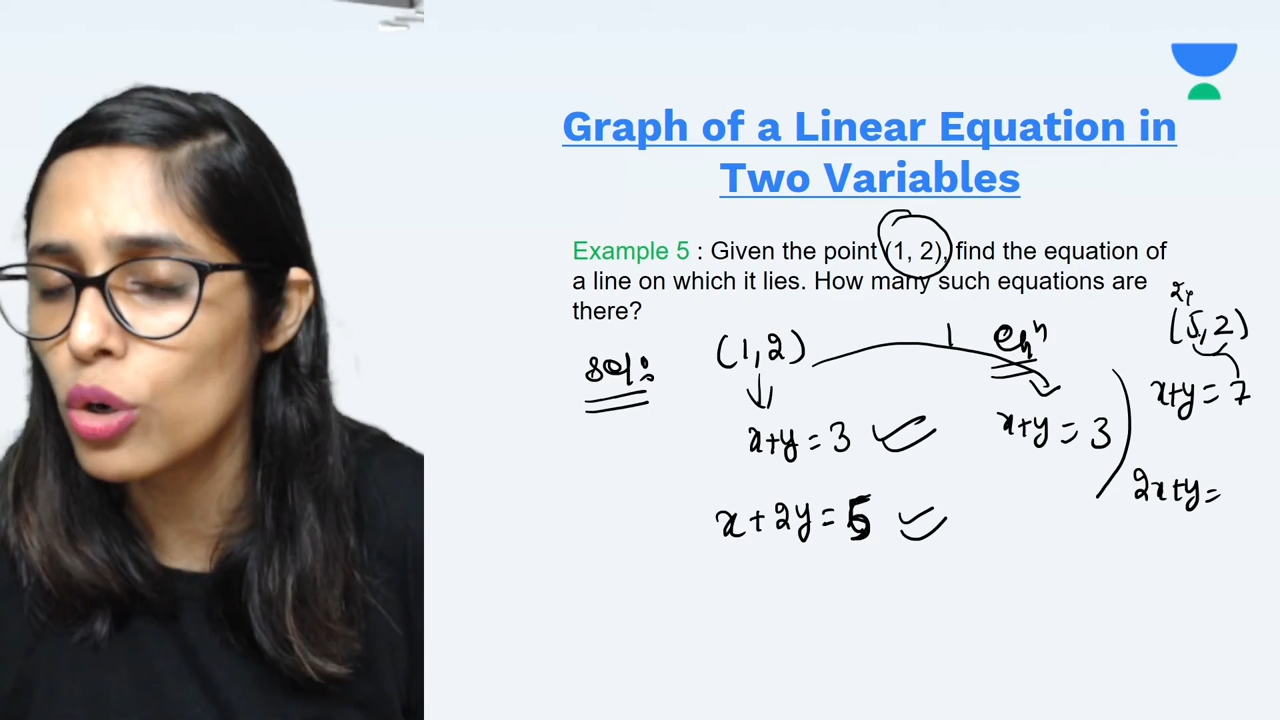 Graph of a Linear Equation in
Two Variables
Example 5 : Given the point (1, 2), find the equation of
a line on which it lies. How many such equations are
there?
Sol:
(1,2)
1 eqn
(5,2)
x+y = 3
x+y = 3
x+y = 7
x + 2y = 5
2x+y =